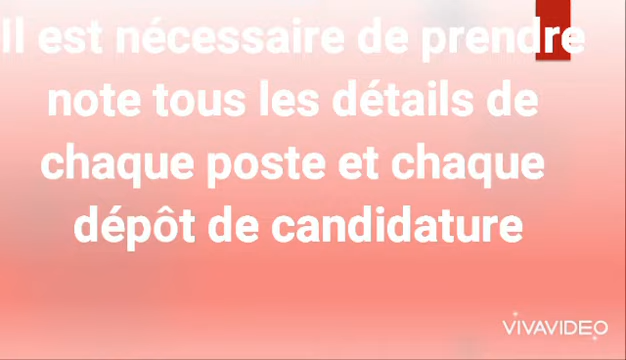 Il est nécessaire de prendre
note tous les détails de
chaque poste et chaque
dépôt de candidature
VIVAVIDEO